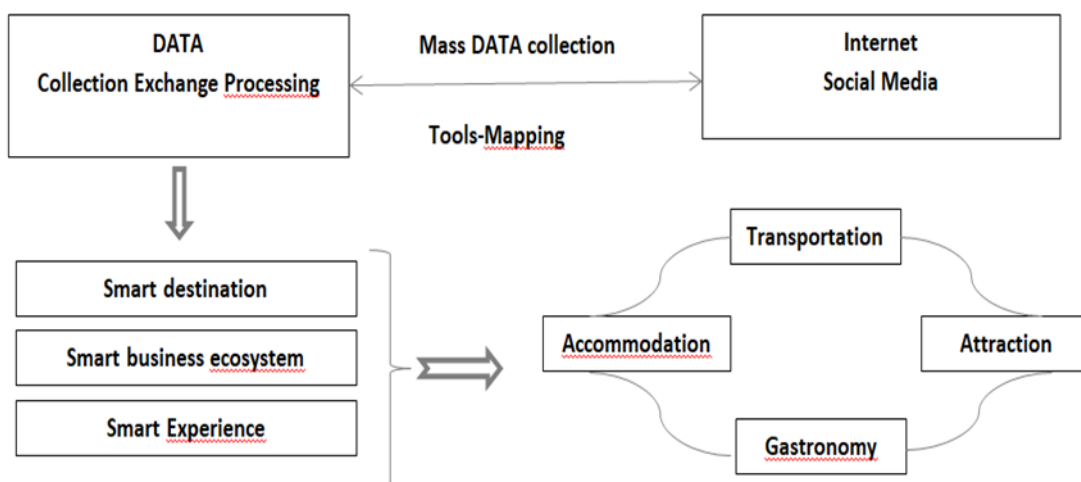 DATA
Collection Exchange Processing
Mass DATA collection
Tools-Mapping
Internet
Social Media
Smart destination
Smart business ecosystem
Smart Experience
Transportation
Accommodation
Attraction
Gastronomy